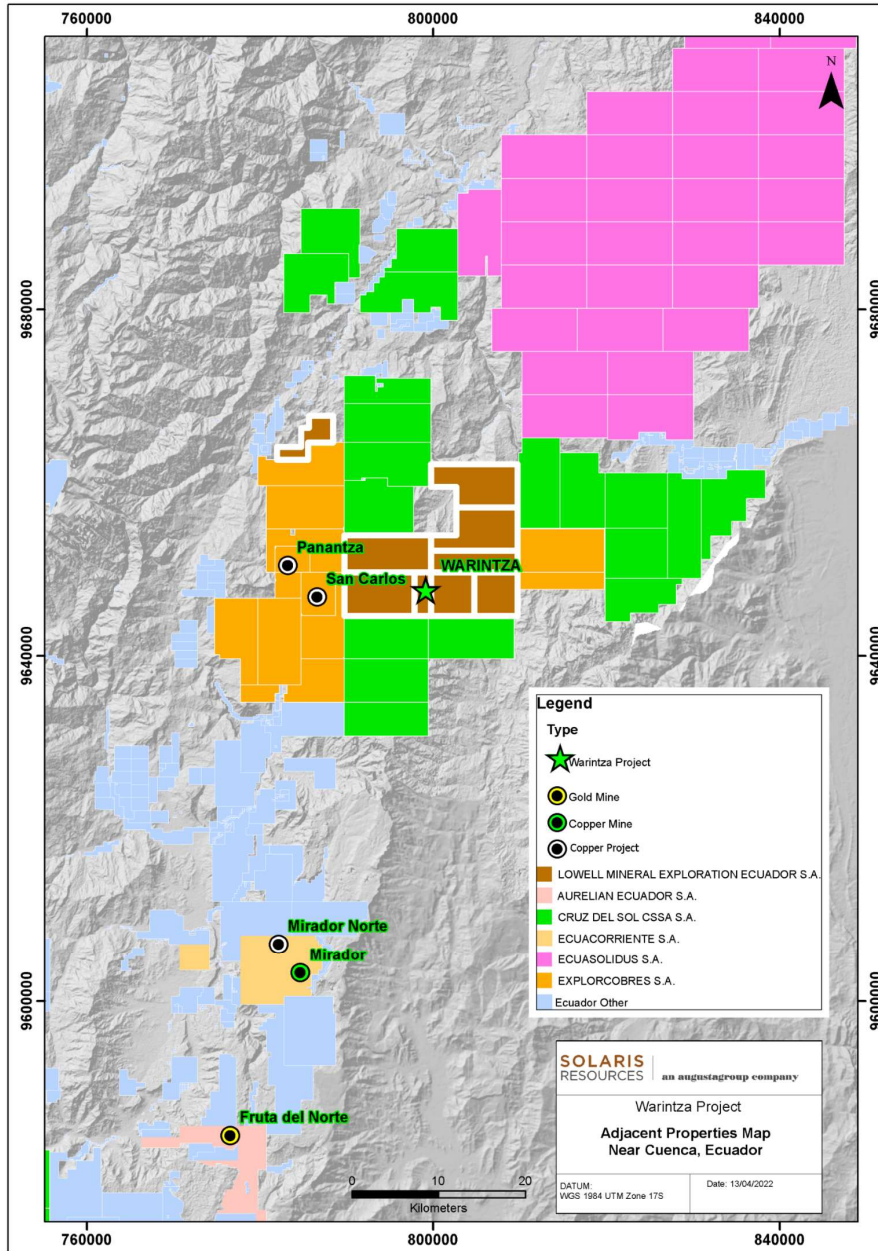 760000
800000
840000
N
9680000
9680000
Panantza
San Carlos
WARINTZA
9640000
9640000
Legend
Type
Warintza Project
Gold Mine
Copper Mine
Copper Project
LOWELL MINERAL EXPLORATION ECUADOR S.A.
AURELIAN ECUADOR S.A.
CRUZ DEL SOL CSSA S.A.
ECUACORRIENTE S.A.
ECUASOLIDUS S.A.
EXPLORCOBRES S.A.
Ecuador Other
Mirador Norte
Mirador
9600000
9600000
Fruta del Norte
SOLARIS
RESOURCES
an augustagroup company
Warintza Project
Adjacent Properties Map
Near Cuenca, Ecuador
DATUM:
WGS 1984 UTM Zone 17S
Date: 13/04/2022
0 10 20
Kilometers
760000
800000
840000